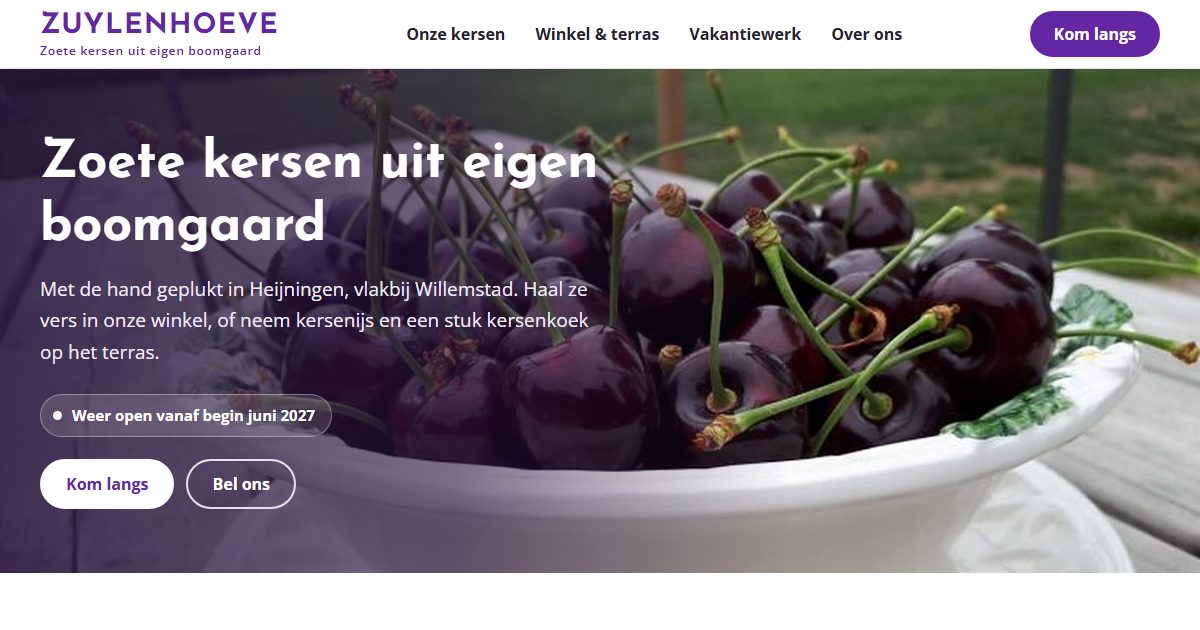 ZUYLENHOEVE
Zoete kersen uit eigen boomgaard
Onze kersen
Winkel & terras
Vakantiewerk
Over ons
Kom langs
Zoete kersen uit eigen
boomgaard
Met de hand geplukt in Heijningen, vlakbij Willemstad. Haal ze
vers in onze winkel, of neem kersenijs en een stuk kersenkoek
op het terras.
Weer open vanaf begin juni 2027
Kom langs
Bel ons